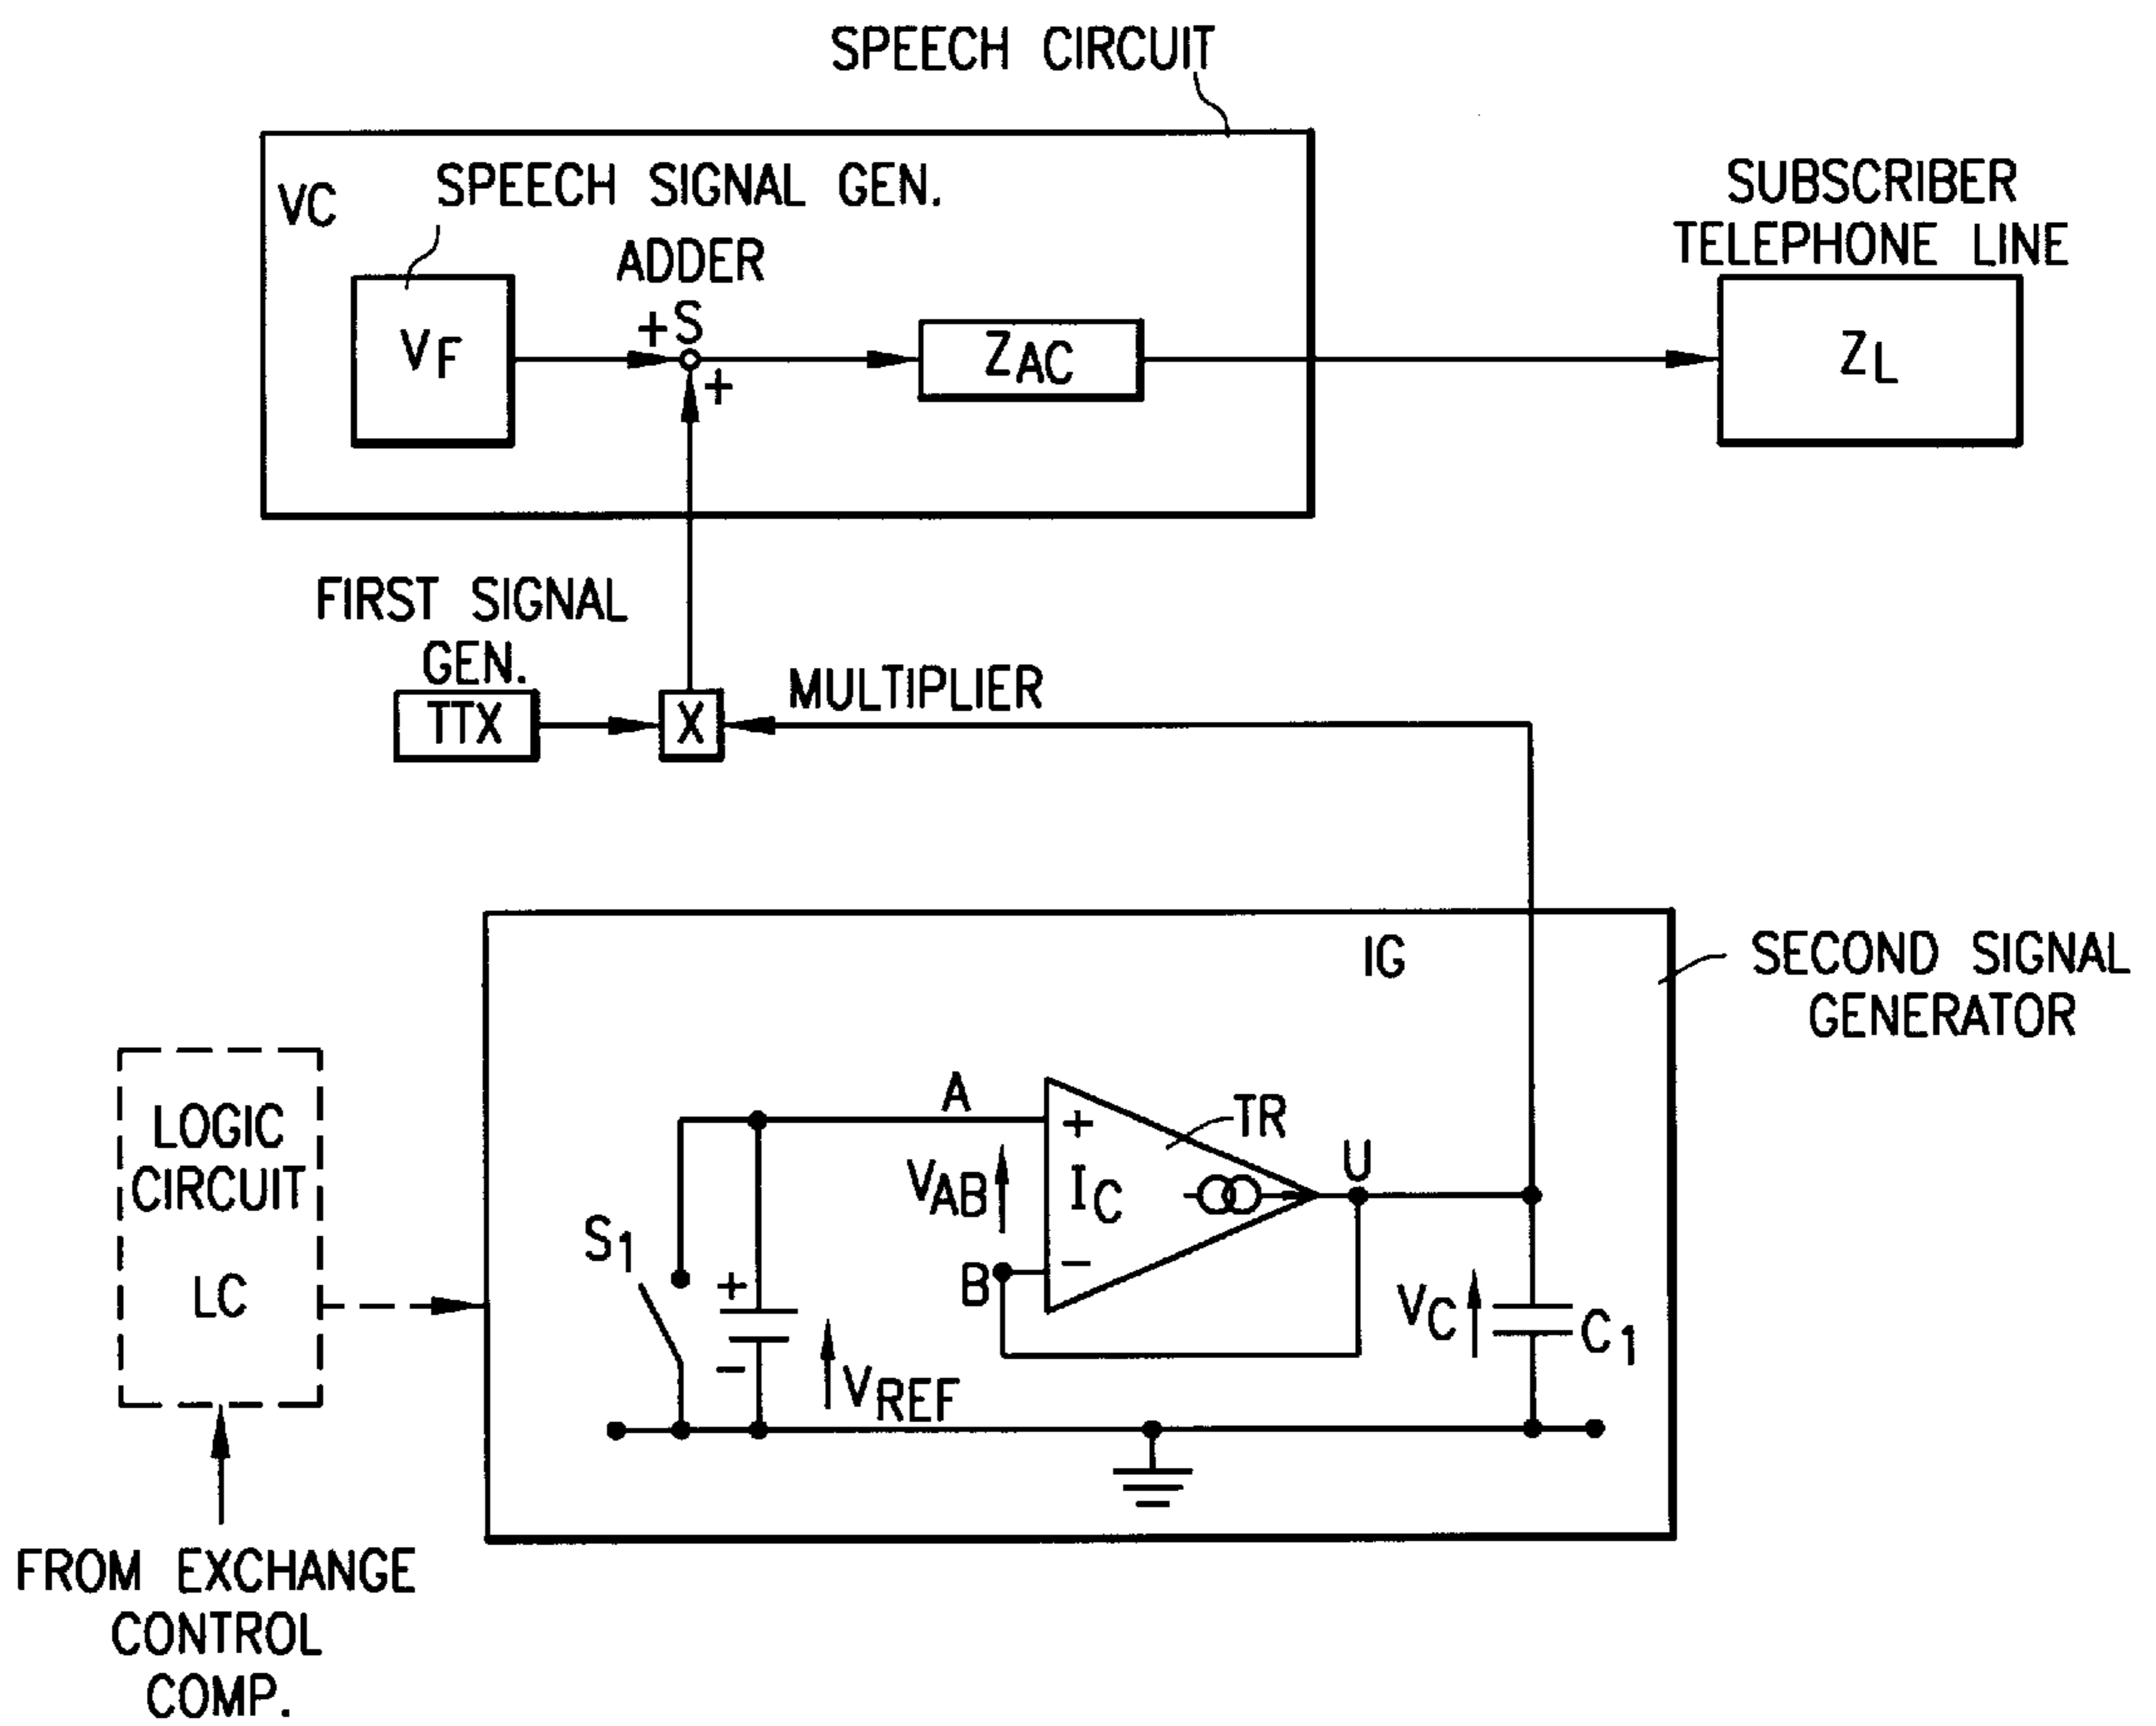 SPEECH CIRCUIT
VC
SPEECH SIGNAL GEN.
ADDER
+ S
+
VF
ZAC
SUBSCRIBER
TELEPHONE LINE
ZL
FIRST SIGNAL
GEN.
TTX
X
MULTIPLIER
IG
SECOND SIGNAL
GENERATOR
LOGIC
CIRCUIT
LC
A
+
TR
U
VAB
IC
S1
B
-
+
-
VREF
VC
C1
FROM EXCHANGE
CONTROL
COMP.